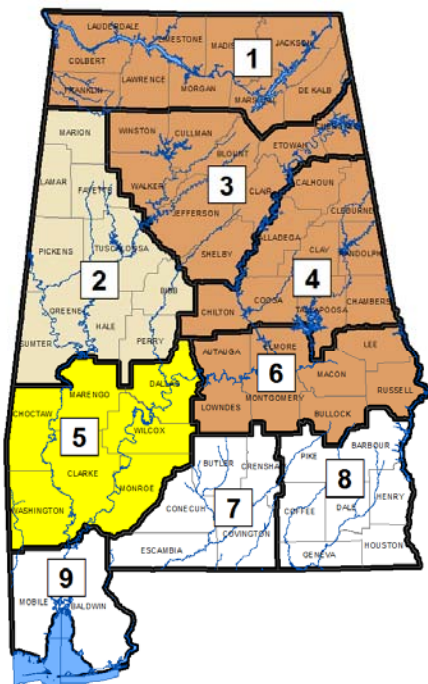 LAUDERDALE
LIMESTONE
MADIS
JACKSON
1
COLBERT
LAWRENCE
FRANKLIN
MORGAN
MARSHALL
DE KALB
MARION
WINSTON
CULLMAN
ETOWAH
CHEROKEE
BLOUNT
LAMAR
FAYETTE
WALKER
3
CLAIR
CALHOUN
JEFFERSON
CLEBURNE
PICKENS
TUSCALOOSA
TALLADEGA
CLAY
RANDOLPH
SHELBY
2
4
BIBB
GREENE
COOSA
TALLAPOOSA
CHAMBERS
HALE
PERRY
CHILTON
SUMTER
AUTAUGA
ELMORE
LEE
DALLAS
6
MACON
CHOCTAW
MARENGO
LOWNDES
MONTGOMERY
RUSSELL
5
WILCOX
BULLOCK
CLARKE
BUTLER
CRENSHA
PIKE
BARBOUR
MONROE
7
8
HENRY
WASHINGTON
CONECUH
COFFEE
DALE
COVINGTON
ESCAMBIA
GENEVA
HOUSTON
9
MOBILE
BALDWIN